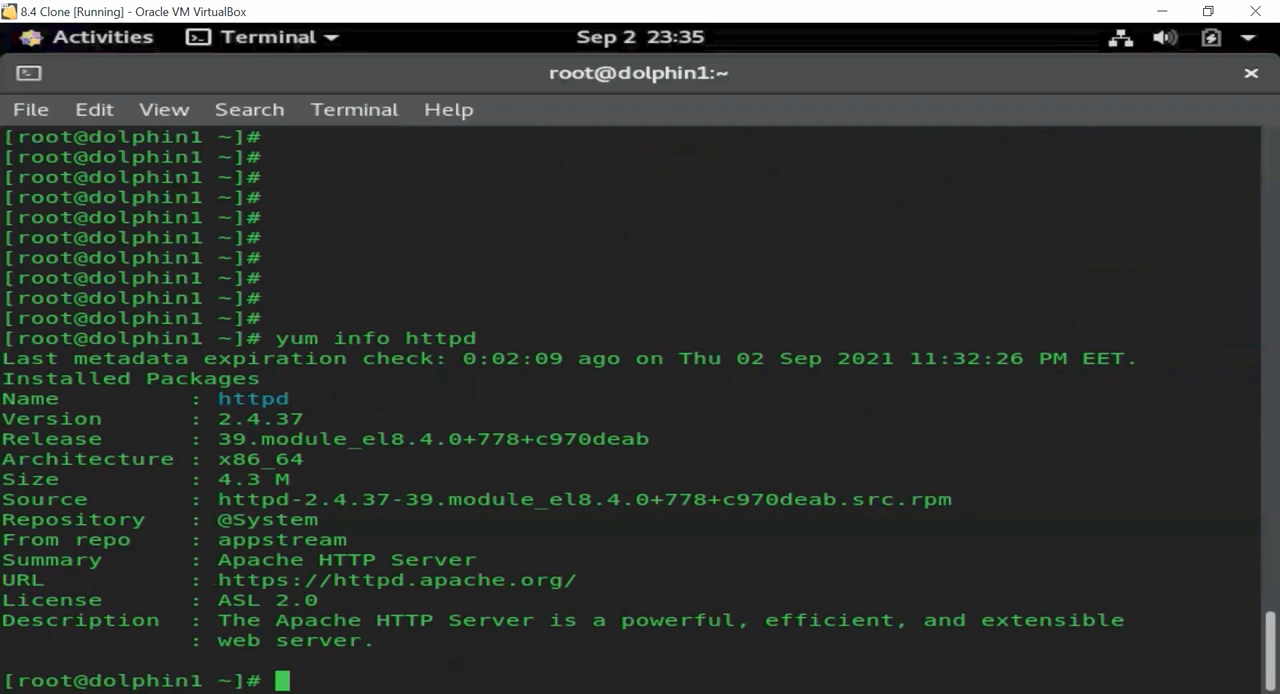 8.4 Clone [Running] - Oracle VM VirtualBox
Activities Terminal Sep 2 23:35
root@dolphin1:~
File Edit View Search Terminal Help
[root@dolphin1 ~]#
[root@dolphin1 ~]#
[root@dolphin1 ~]#
[root@dolphin1 ~]#
[root@dolphin1 ~]#
[root@dolphin1 ~]#
[root@dolphin1 ~]#
[root@dolphin1 ~]#
[root@dolphin1 ~]#
[root@dolphin1 ~]#
[root@dolphin1 ~]# yum info httpd
Last metadata expiration check: 0:02:09 ago on Thu 02 Sep 2021 11:32:26 PM EET.
Installed Packages
Name : httpd
Version : 2.4.37
Release : 39.module_el8.4.0+778+c970deab
Architecture : x86_64
Size : 4.3 M
Source : httpd-2.4.37-39.module_el8.4.0+778+c970deab.src.rpm
Repository : @System
From repo : appstream
Summary : Apache HTTP Server
URL : https://httpd.apache.org/
License : ASL 2.0
Description : The Apache HTTP Server is a powerful, efficient, and extensible
: web server.
[root@dolphin1 ~]#